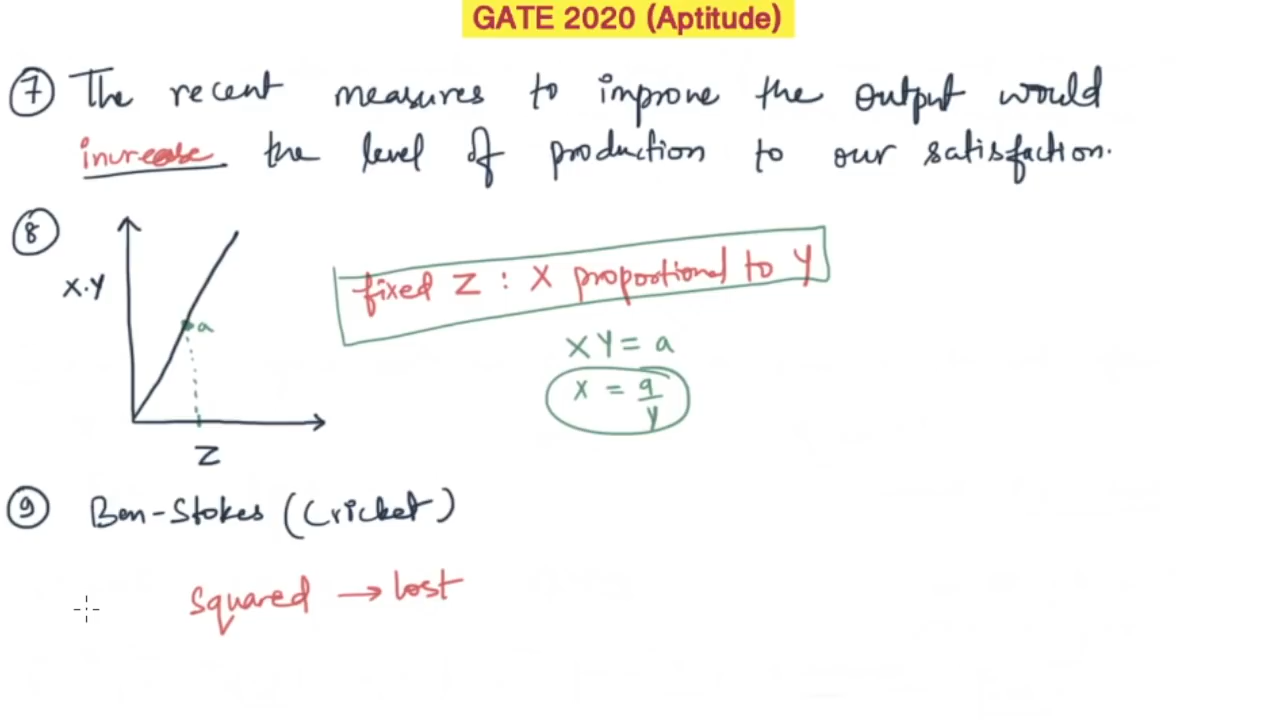 GATE 2020 (Aptitude)
7 The recent measures to improve the output would
increase the level of production to our satisfaction.
8
X.Y
a
Z
fixed Z : X proportional to Y
XY = a
x = a/y
9 Ben-Stokes (Cricket)
Squared → lost